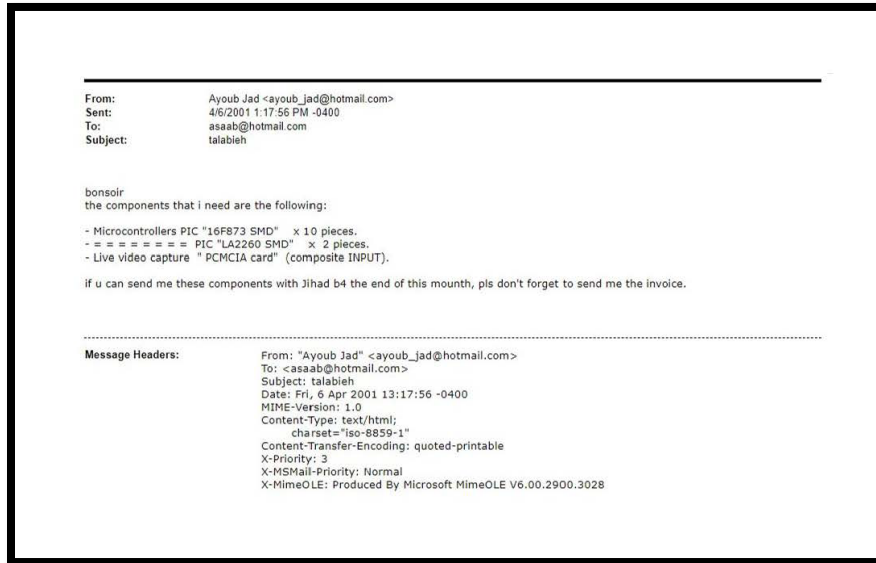 From: Ayoub Jad <ayoub_jad@hotmail.com>
Sent: 4/6/2001 1:17:56 PM -0400
To: asaab@hotmail.com
Subject: talabieh
bonsoir
the components that i need are the following:
- Microcontrollers PIC "16F873 SMD" x 10 pieces.
- = = = = = = = = PIC "LA2260 SMD" x 2 pieces.
- Live video capture " PCMCIA card" (composite INPUT).
if u can send me these components with Jihad b4 the end of this mounth, pls don't forget to send me the invoice.
Message Headers: From: "Ayoub Jad" <ayoub_jad@hotmail.com>
To: <asaab@hotmail.com>
Subject: talabieh
Date: Fri, 6 Apr 2001 13:17:56 -0400
MIME-Version: 1.0
Content-Type: text/html;
charset="iso-8859-1"
Content-Transfer-Encoding: quoted-printable
X-Priority: 3
X-MSMail-Priority: Normal
X-MimeOLE: Produced By Microsoft MimeOLE V6.00.2900.3028